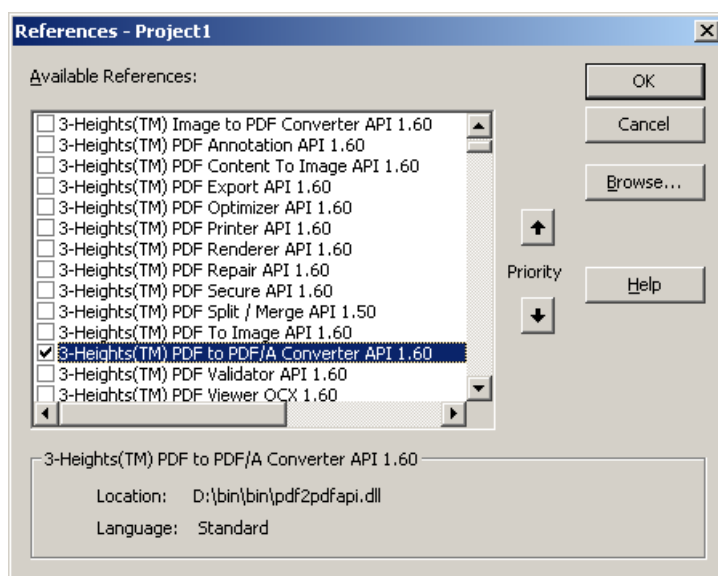 References - Project1
Available References:
3-Heights(TM) Image to PDF Converter API 1.60
3-Heights(TM) PDF Annotation API 1.60
3-Heights(TM) PDF Content To Image API 1.60
3-Heights(TM) PDF Export API 1.60
3-Heights(TM) PDF Optimizer API 1.60
3-Heights(TM) PDF Printer API 1.60
3-Heights(TM) PDF Renderer API 1.60
3-Heights(TM) PDF Repair API 1.60
3-Heights(TM) PDF Secure API 1.60
3-Heights(TM) PDF Split / Merge API 1.50
3-Heights(TM) PDF To Image API 1.60
3-Heights(TM) PDF to PDF/A Converter API 1.60
3-Heights(TM) PDF Validator API 1.60
3-Heights(TM) PDF Viewer OCX 1.60
Priority
OK
Cancel
Browse...
Help
3-Heights(TM) PDF to PDF/A Converter API 1.60
Location: D:\bin\bin\pdf2pdfapi.dll
Language: Standard